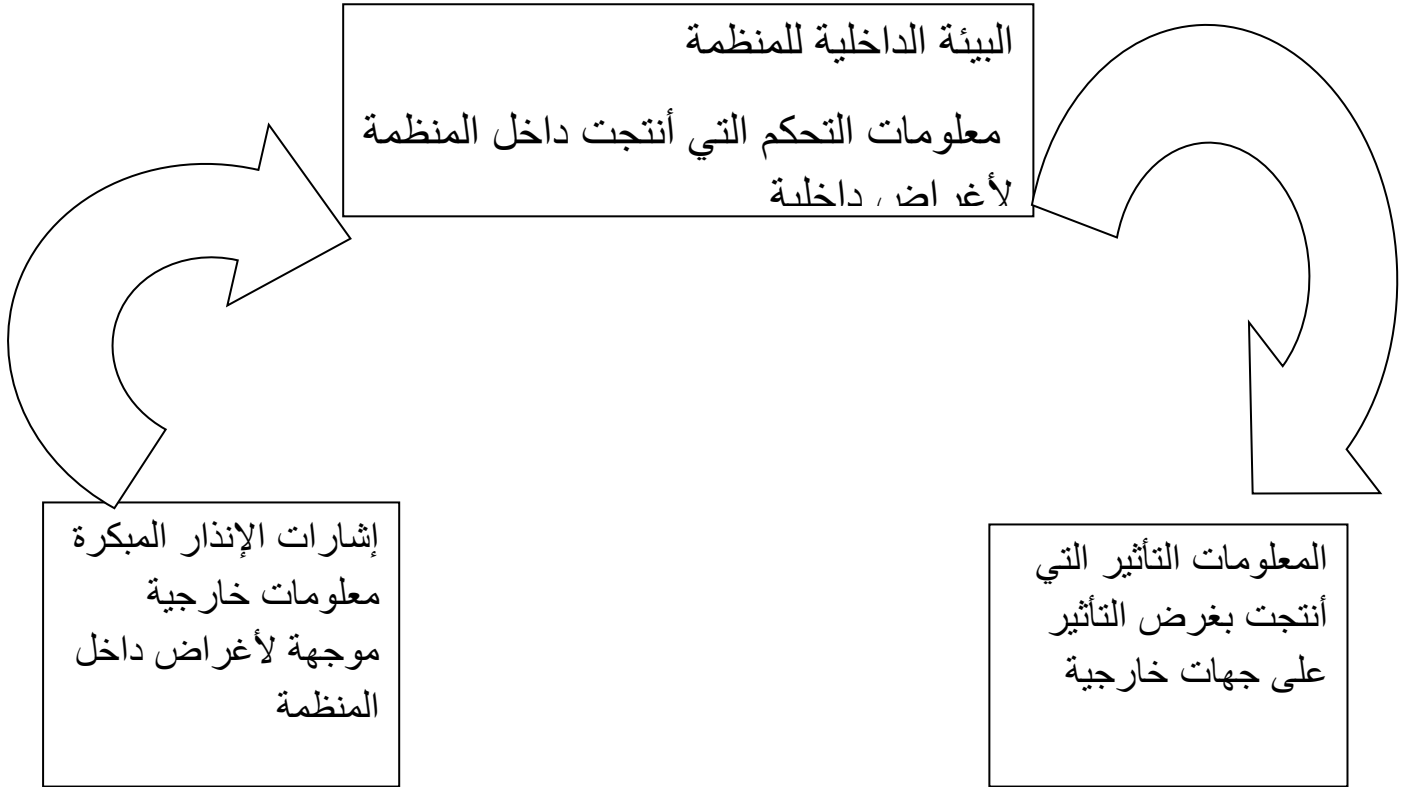 البيئة الداخلية للمنظمة
معلومات التحكم التي أنتجت داخل المنظمة
لأغراض داخلية
إشارات الإنذار المبكرة
معلومات خارجية
موجهة لأغراض داخل
المنظمة
المعلومات التأثير التي
أنتجت بغرض التأثير
على جهات خارجية